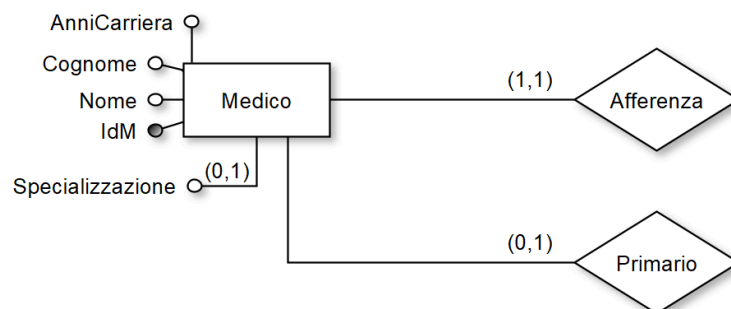 AnniCarriera
Cognome
Nome
IdM
Medico
(1,1)
Afferenza
(0,1)
Specializzazione
(0,1)
Primario